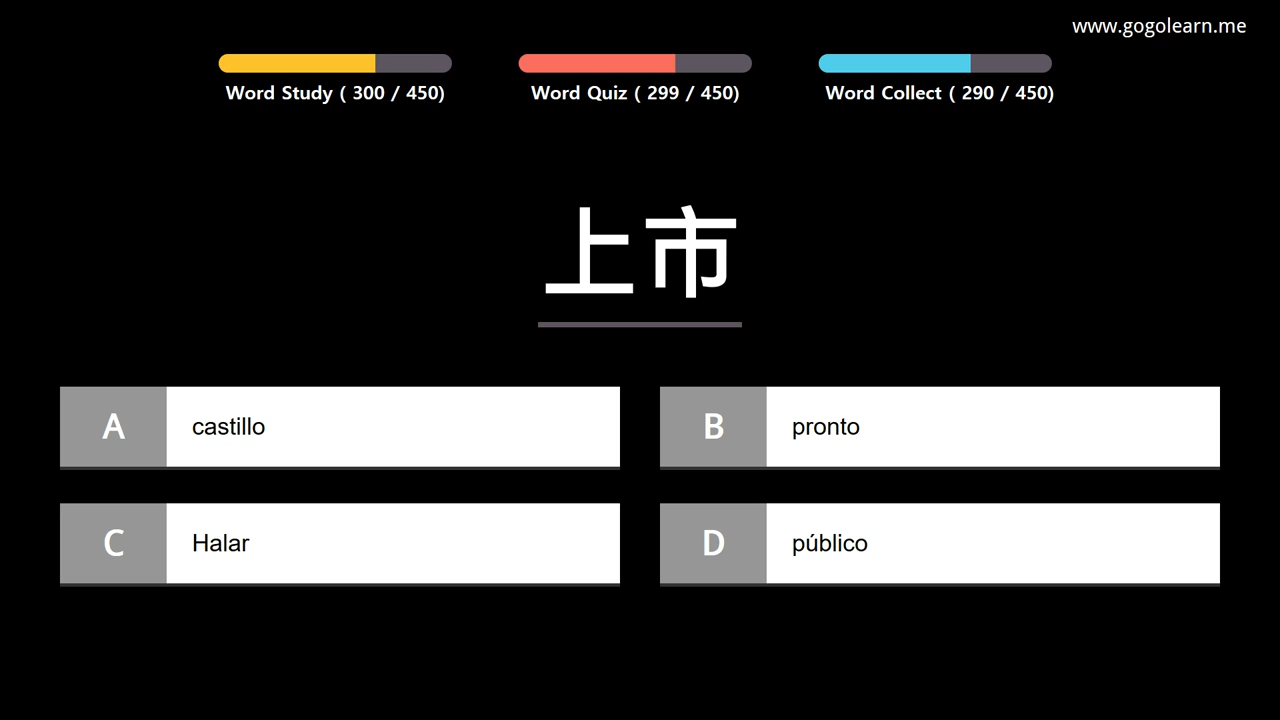 www.gogolearn.me
Word Study ( 300 / 450)
Word Quiz ( 299 / 450)
Word Collect ( 290 / 450)
上市
A castillo
B pronto
C Halar
D público